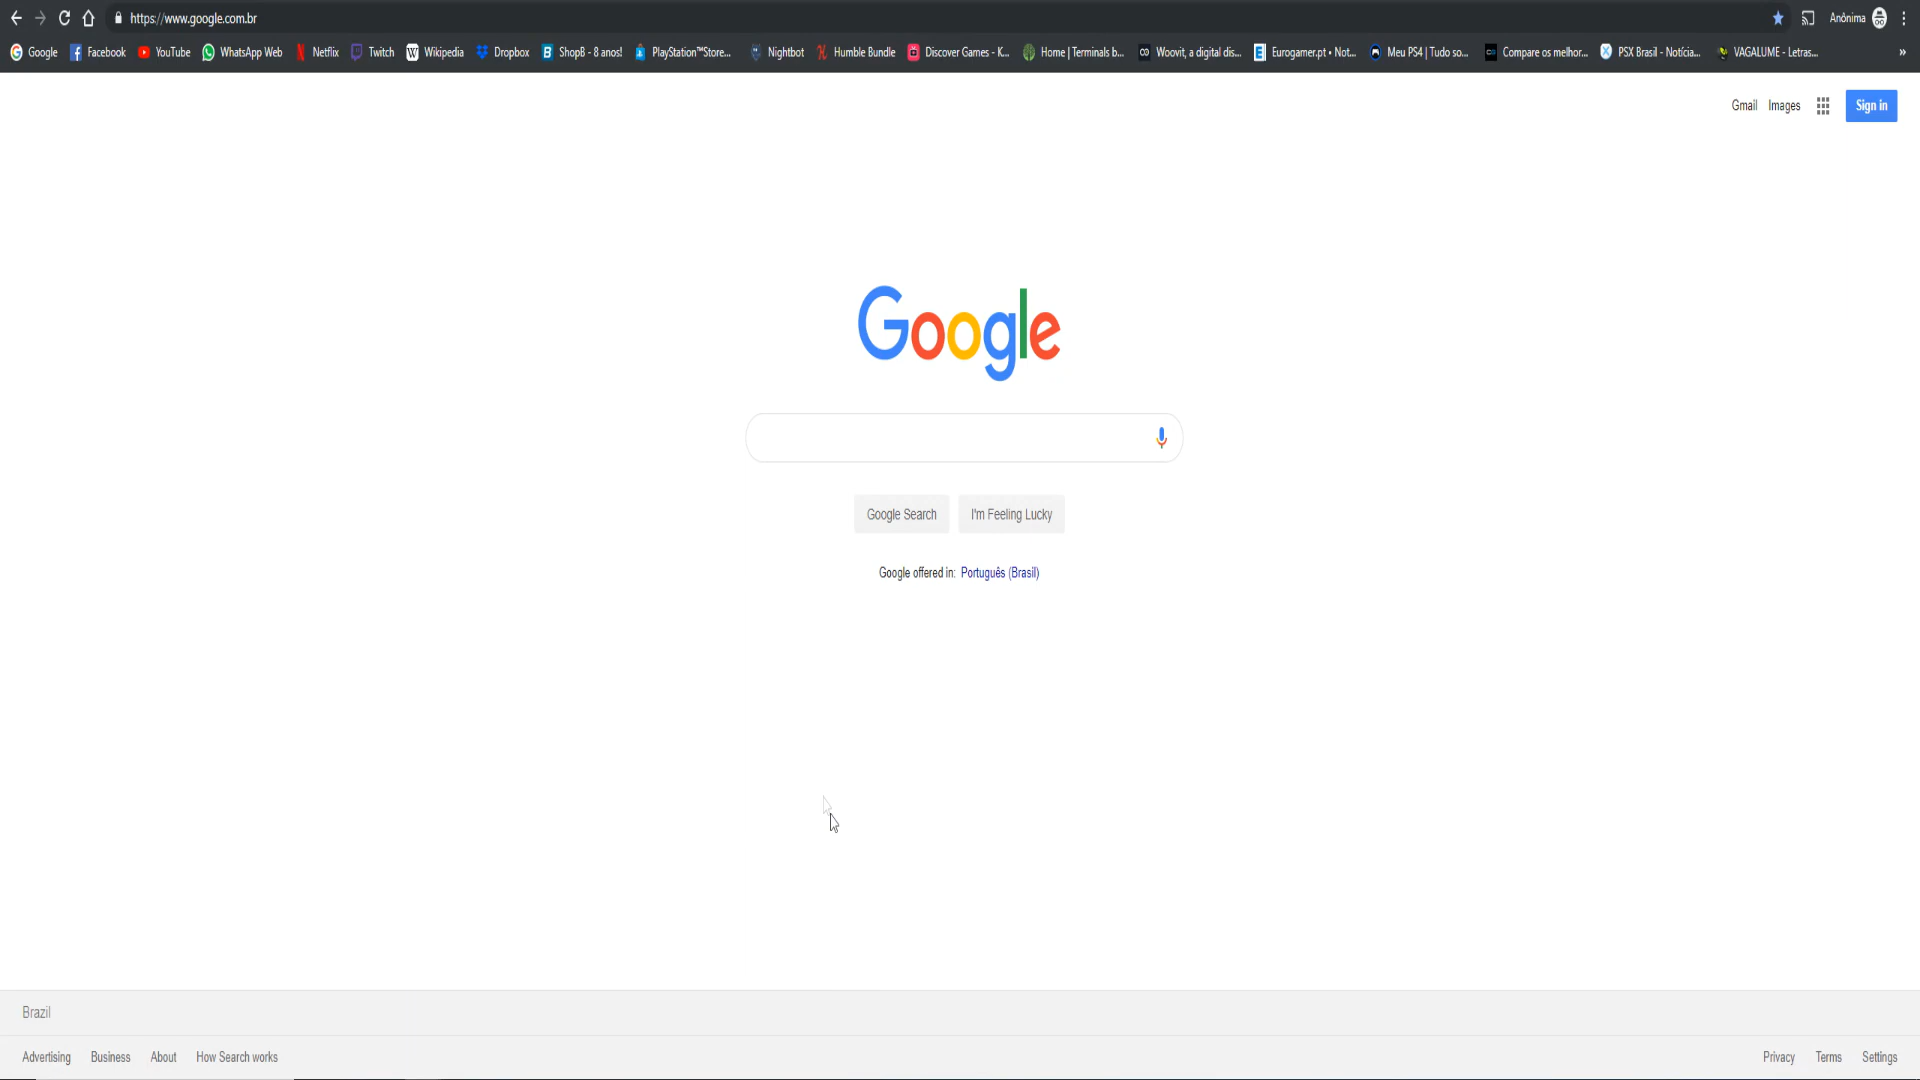 https://www.google.com.br Anônima
Google Facebook YouTube WhatsApp Web Netflix Twitch Wikipedia Dropbox ShopB - 8 anos! PlayStation™Store... Nightbot Humble Bundle Discover Games - K... Home | Terminals b... Woovit, a digital dis... Eurogamer.pt • Not... Meu PS4 | Tudo so... Compare os melhor... PSX Brasil - Notícia... VAGALUME - Letras... »
Gmail Images Sign in
Google
Google Search I'm Feeling Lucky
Google offered in: Português (Brasil)
Brazil
Advertising Business About How Search works Privacy Terms Settings